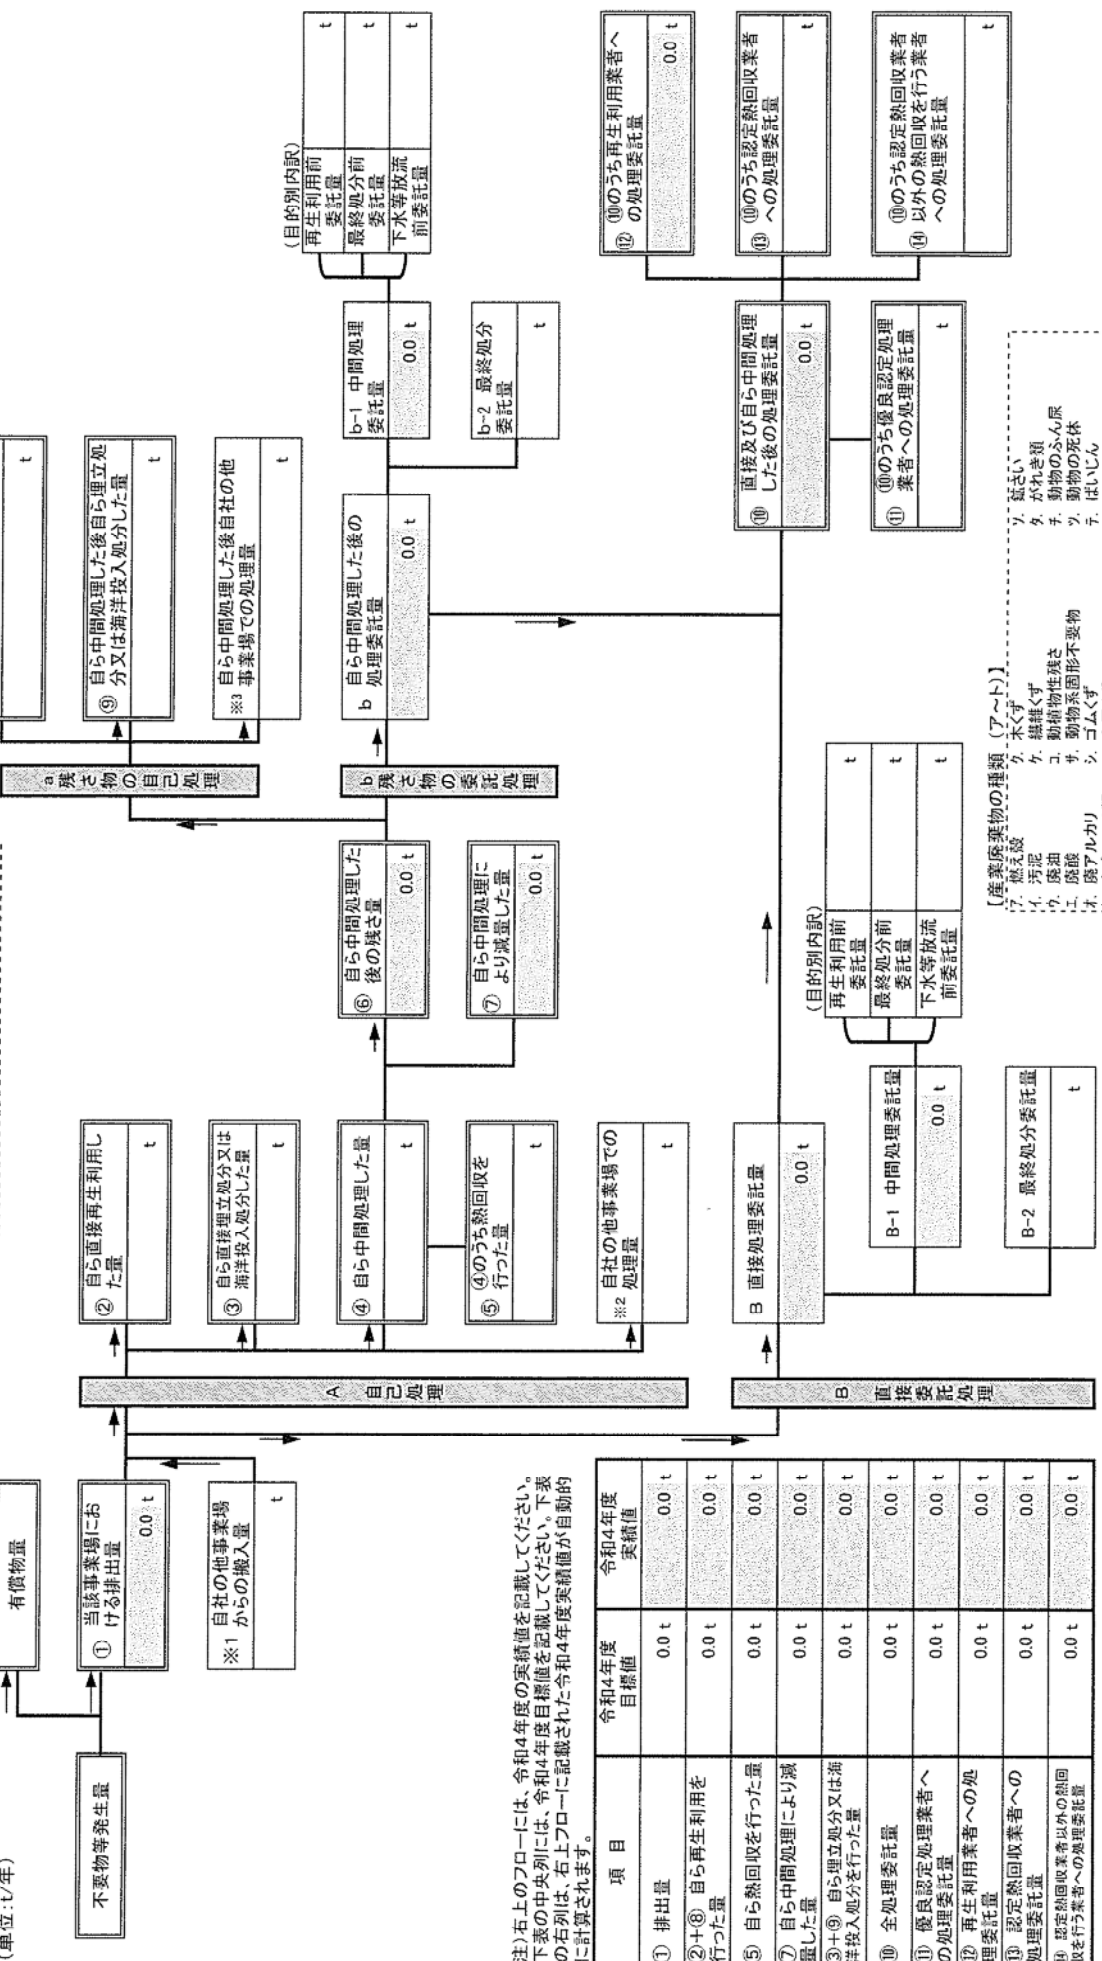 (単位:t/年)
不要物等発生量
有償物量
① 当該事業場にお
ける排出量
0.0 t
※1 自社の他事業場
からの搬入量
t
A 自己処理
② 自ら直接再生利用し
た量
t
③ 自ら直接埋立処分又は
海洋投入処分した量
t
④ 自ら中間処理した量
t
⑤ ④のうち熱回収を
行った量
t
※2 自社の他事業場での
処理量
t
⑥ 自ら中間処理した
後の残さ量
0.0 t
⑦ 自ら中間処理に
より減量した量
0.0 t
a 残さ物の自己処理
t
⑨ 自ら中間処理した後自ら埋立処
分又は海洋投入処分した量
t
※3 自ら中間処理した後自社の他
事業場での処理量
t
b 残さ物の委託処理
b 自ら中間処理した後の
処理委託量
0.0 t
b-1 中間処理
委託量
0.0 t
b-2 最終処分
委託量
t
(目的別内訳)
再生利用前
委託量
t
最終処分前
委託量
t
下水等放流
前委託量
t
B 直接委託処理
B 直接処理委託量
0.0 t
B-1 中間処理委託量
0.0 t
B-2 最終処分委託量
t
(目的別内訳)
再生利用前
委託量
t
最終処分前
委託量
t
下水等放流
前委託量
t
⑩ 直接及び自ら中間処理
した後の処理委託量
0.0 t
⑪ ⑩のうち優良認定処理
業者への処理委託量
t
⑫ ⑩のうち再生利用業者へ
の処理委託量
0.0 t
⑬ ⑩のうち認定熱回収業者
への処理委託量
t
⑭ ⑩のうち認定熱回収業者
以外の熱回収を行う業者
への処理委託量
t
注)右上のフローには、令和4年度の実績値を記載してください。
下表の中央列には、令和4年度目標値を記載してください。下表
の右列は、右上フローに記載された令和4年度実績値が自動的
に計算されます。
項 目
令和4年度
目標値
令和4年度
実績値
① 排出量 0.0 t 0.0 t
②+⑧ 自ら再生利用を
行った量 0.0 t 0.0 t
⑤ 自ら熱回収を行った量 0.0 t 0.0 t
⑦ 自ら中間処理により減
量した量 0.0 t 0.0 t
③+⑨ 自ら埋立処分又は海
洋投入処分を行った量 0.0 t 0.0 t
⑩ 全処理委託量 0.0 t 0.0 t
⑪ 優良認定処理業者へ
の処理委託量 0.0 t 0.0 t
⑫ 再生利用業者への処
理委託量 0.0 t 0.0 t
⑬ 認定熱回収業者への
処理委託量 0.0 t 0.0 t
⑭ 認定熱回収業者以外の熱回
収を行う業者への処理委託量 0.0 t 0.0 t
【産業廃棄物の種類 (ア~ト)】
ア. 燃え殻
イ. 汚泥
ウ. 廃油
エ. 廃酸
オ. 廃アルカリ
ク. 木くず
ケ. 繊維くず
コ. 動植物性残さ
サ. 動物系固形不要物
シ. ゴムくず
ソ. 鉱さい
タ. がれき類
チ. 動物のふん尿
ツ. 動物の死体
テ. ばいじん